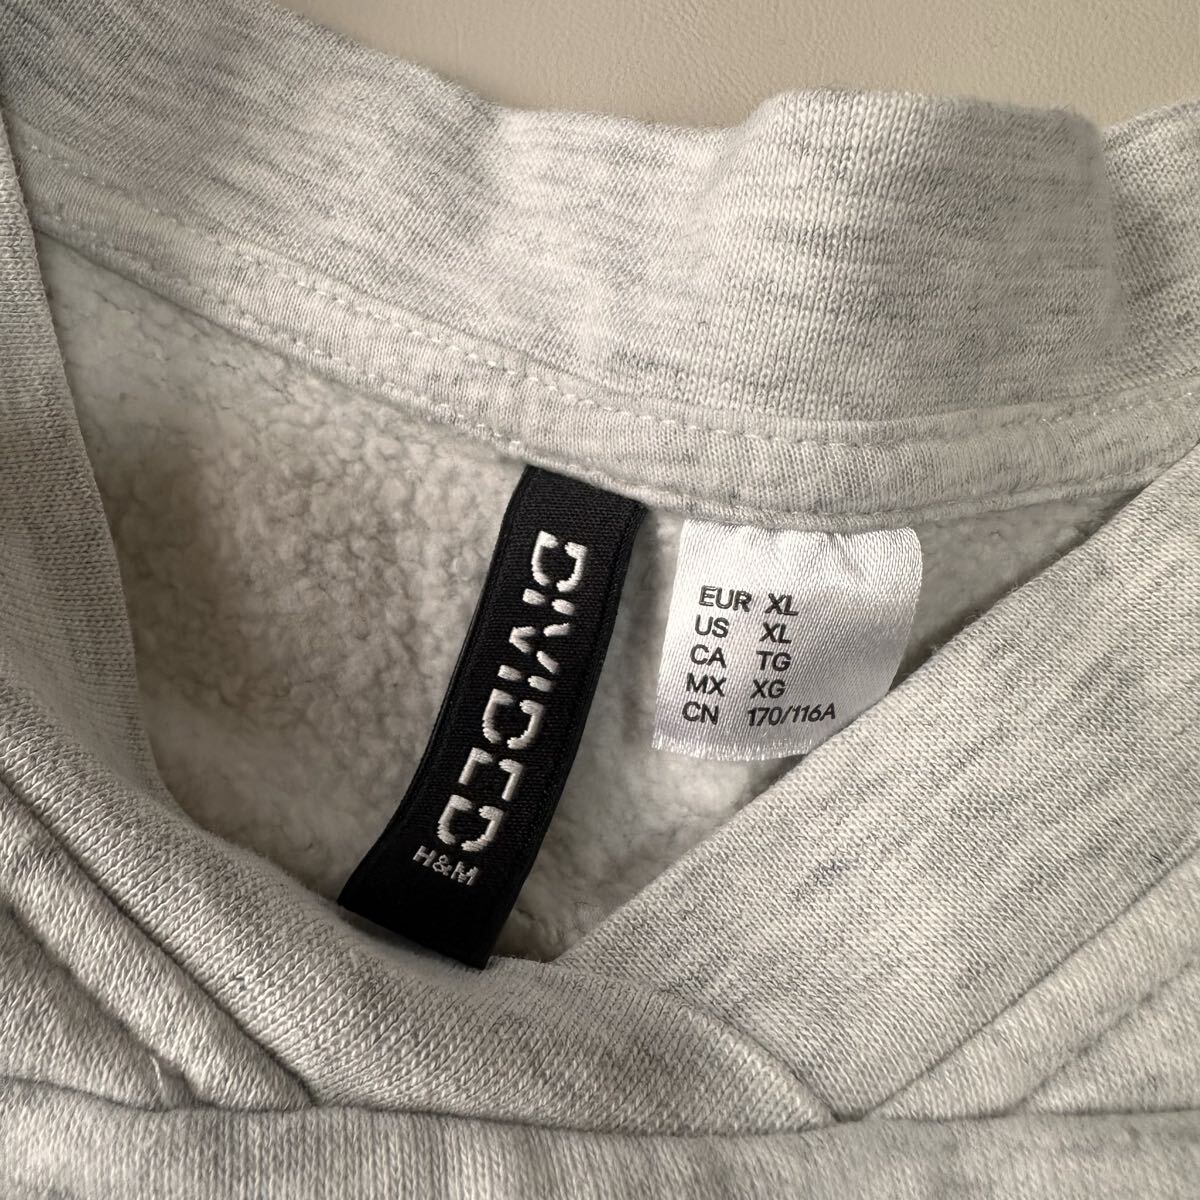 DIVIDED
H&M
EUR XL
US XL
CA TG
MX XG
CN 170/116A